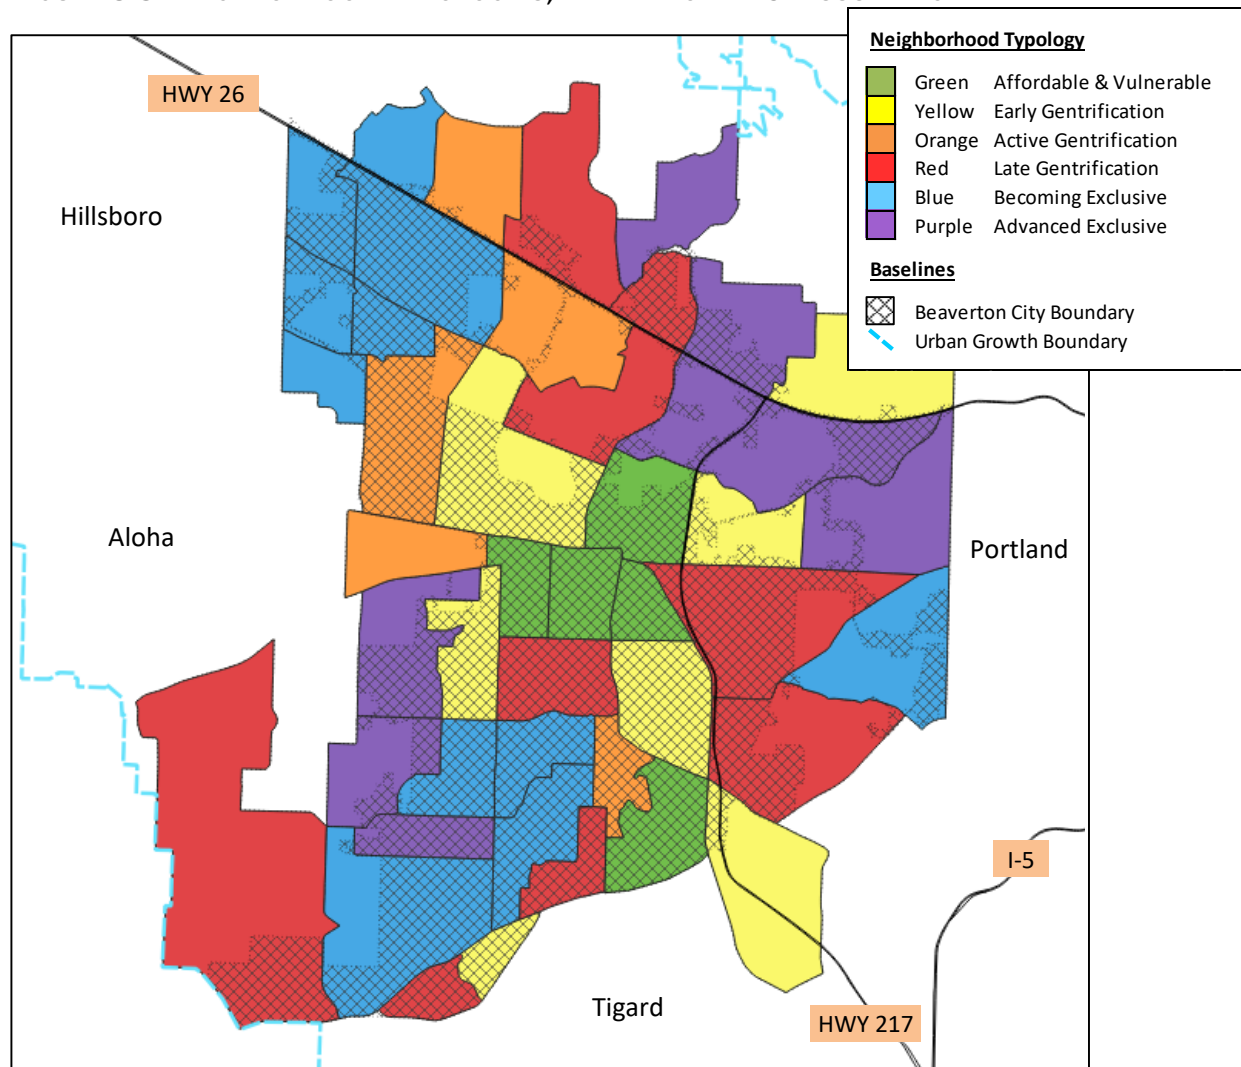 HWY 26
Hillsboro
Neighborhood Typology
Green Affordable & Vulnerable
Yellow Early Gentrification
Orange Active Gentrification
Red Late Gentrification
Blue Becoming Exclusive
Purple Advanced Exclusive
Baselines
Beaverton City Boundary
Urban Growth Boundary
Aloha
Portland
I-5
Tigard
HWY 217